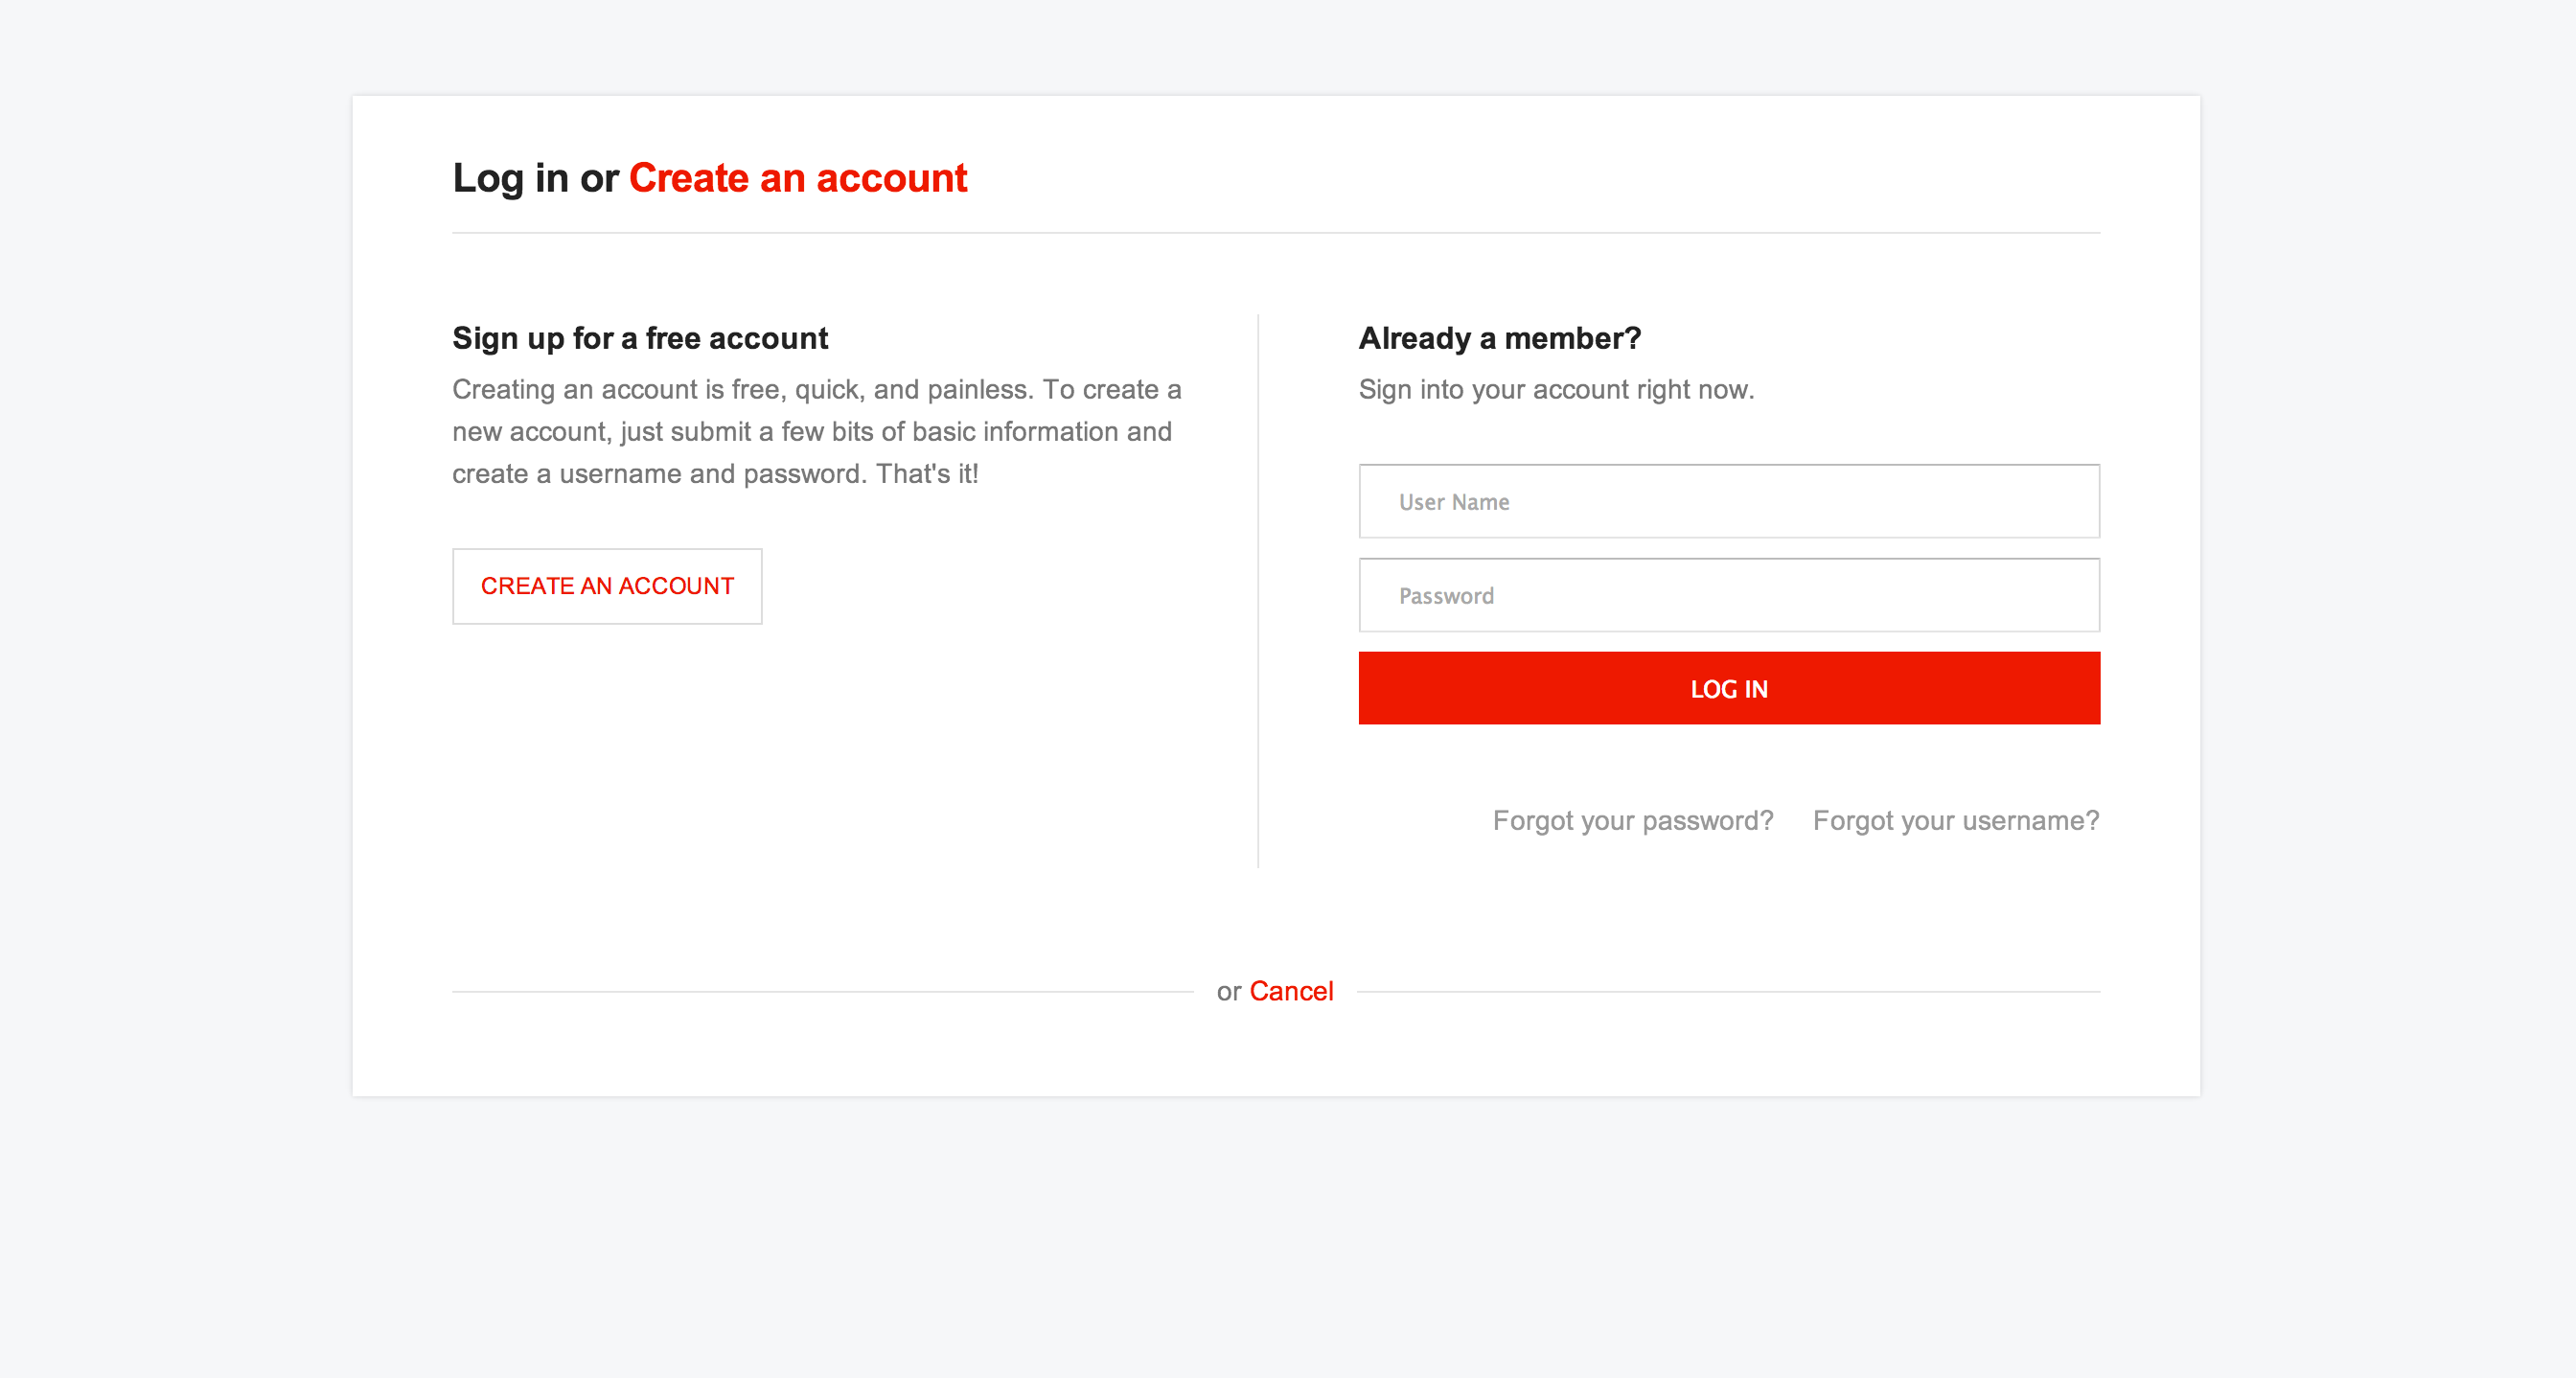 Log in or Create an account
Sign up for a free account
Creating an account is free, quick, and painless. To create a
new account, just submit a few bits of basic information and
create a username and password. That's it!
CREATE AN ACCOUNT
Already a member?
Sign into your account right now.
User Name
Password
LOG IN
Forgot your password? Forgot your username?
or Cancel